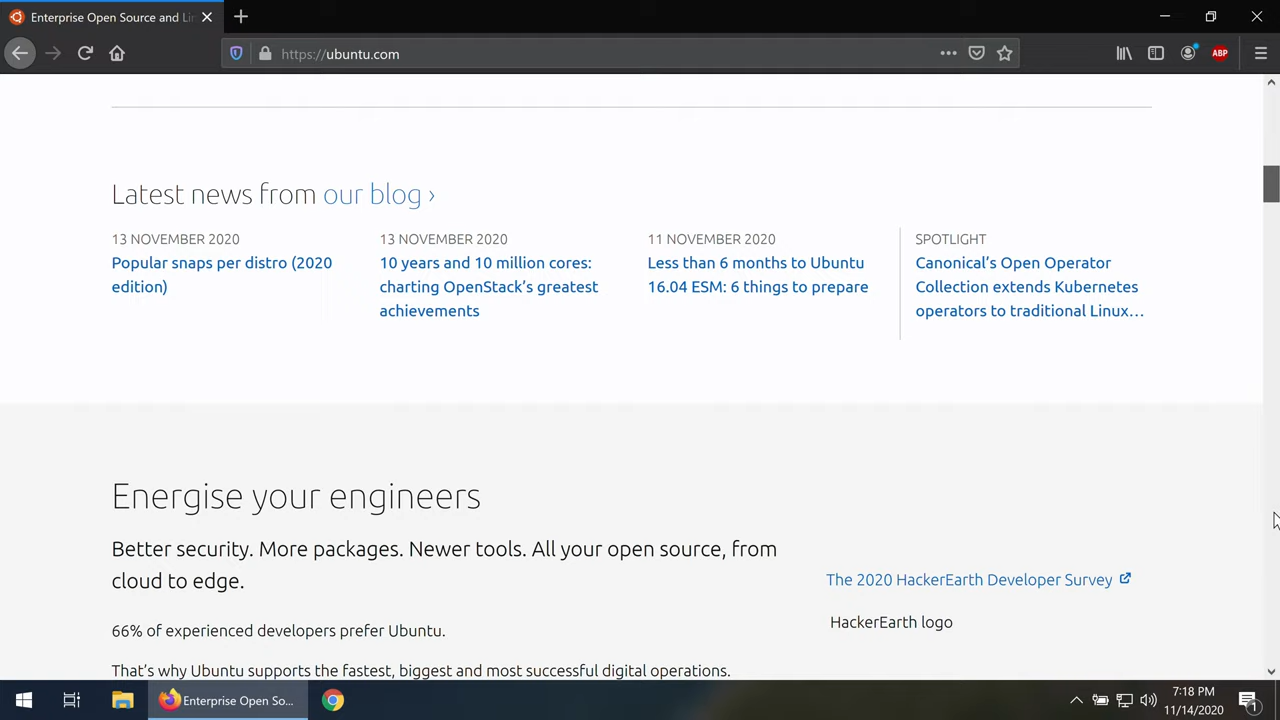 Enterprise Open Source and Li
https://ubuntu.com
ABP
Latest news from our blog ›
13 NOVEMBER 2020
Popular snaps per distro (2020
edition)
13 NOVEMBER 2020
10 years and 10 million cores:
charting OpenStack's greatest
achievements
11 NOVEMBER 2020
Less than 6 months to Ubuntu
16.04 ESM: 6 things to prepare
SPOTLIGHT
Canonical's Open Operator
Collection extends Kubernetes
operators to traditional Linux…
Energise your engineers
Better security. More packages. Newer tools. All your open source, from
cloud to edge.
66% of experienced developers prefer Ubuntu.
That's why Ubuntu supports the fastest, biggest and most successful digital operations.
The 2020 HackerEarth Developer Survey
HackerEarth logo
Enterprise Open So...
7:18 PM
11/14/2020
1